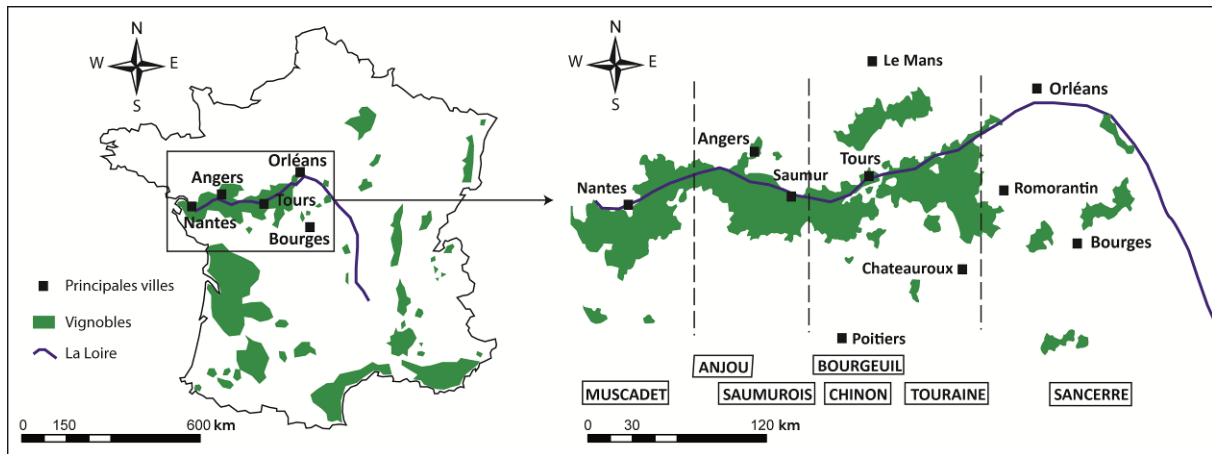 N
W E
S
Orléans
Angers
Tours
Nantes
Bourges
Principales villes
Vignobles
La Loire
0 150 600 km
N
W E
S
Le Mans
Orléans
Angers
Tours
Saumur
Nantes
Romorantin
Bourges
Chateauroux
Poitiers
ANJOU
BOURGEUIL
MUSCADET
SAUMUROIS
CHINON
TOURAINE
SANCERRE
0 30 120 km